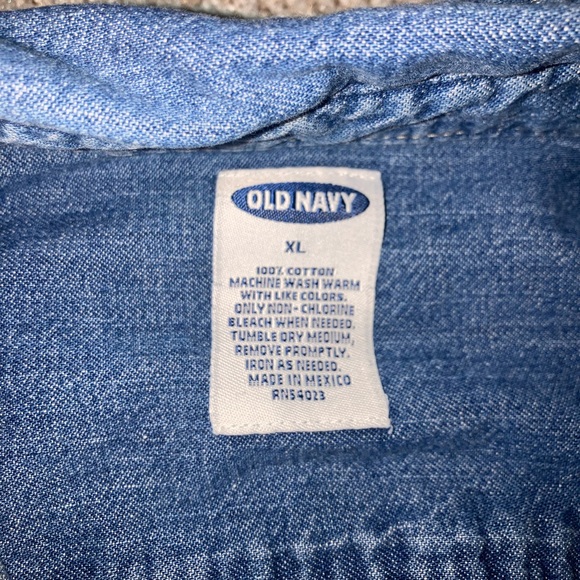 OLD NAVY
XL
100% COTTON
MACHINE WASH WARM
WITH LIKE COLORS.
ONLY NON-CHLORINE
BLEACH WHEN NEEDED.
TUMBLE DRY MEDIUM,
REMOVE PROMPTLY.
IRON AS NEEDED.
MADE IN MEXICO
RN54023